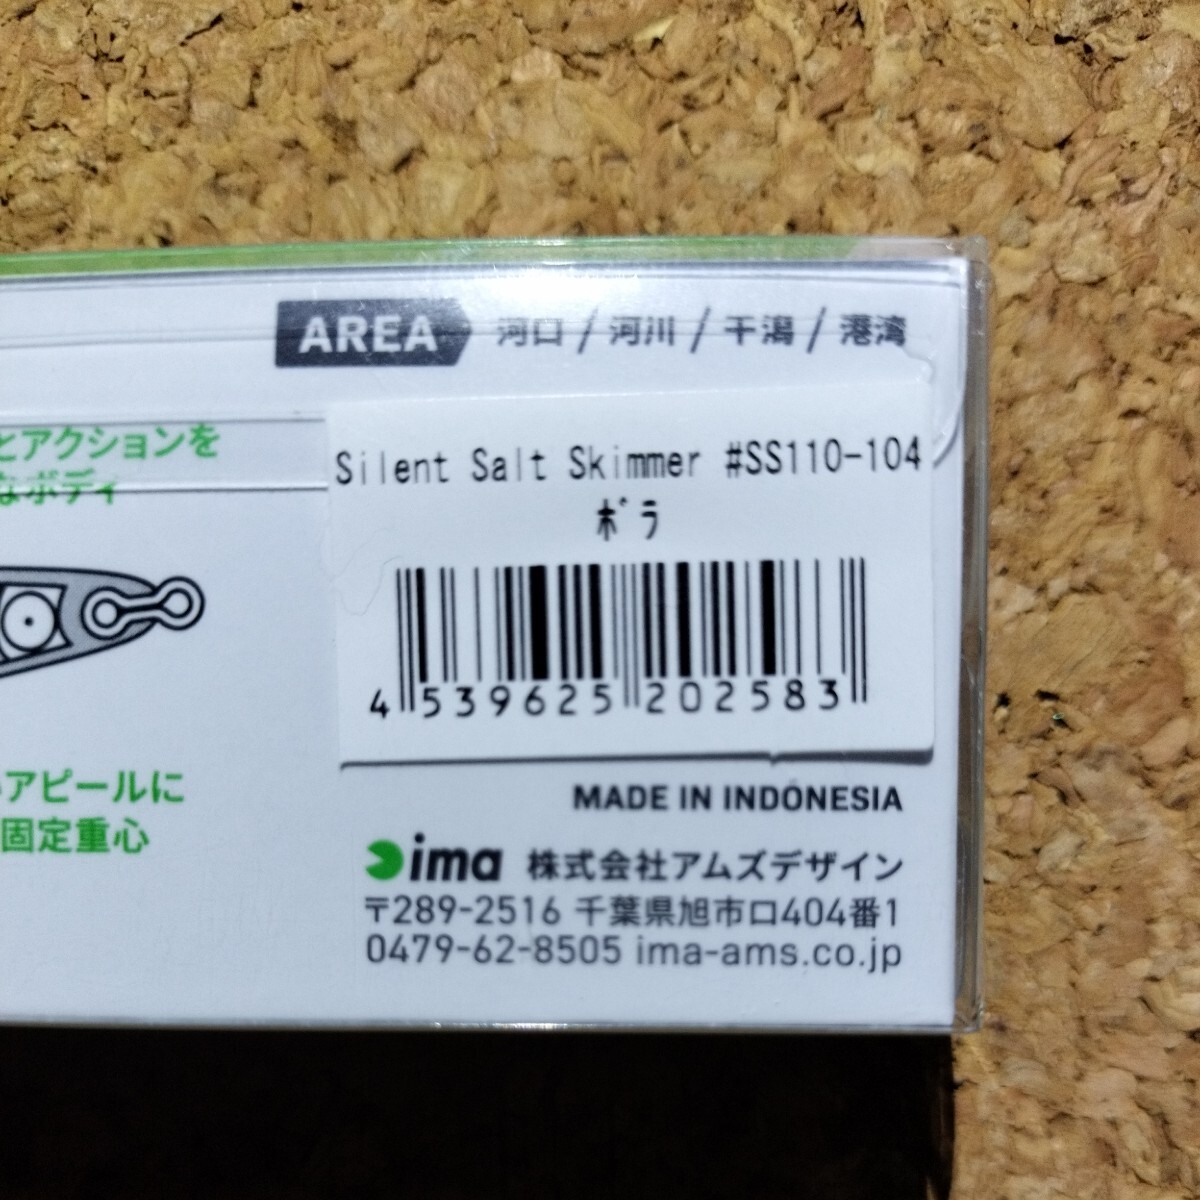 AREA 河口 / 河川 / 干潟 / 港湾
とアクションを
なボディ
Silent Salt Skimmer #SS110-104
ﾎﾞﾗ
4 539625 202583
アピールに
固定重心
MADE IN INDONESIA
ima 株式会社アムズデザイン
〒289-2516 千葉県旭市ロ404番1
0479-62-8505 ima-ams.co.jp